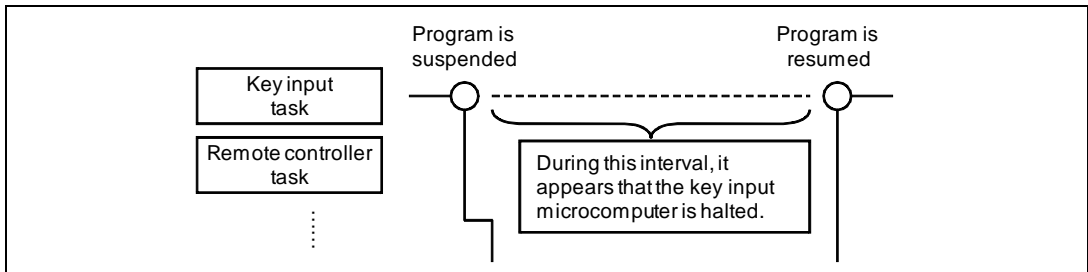 Program is
suspended
Program is
resumed
Key input
task
Remote controller
task
During this interval, it
appears that the key input
microcomputer is halted.